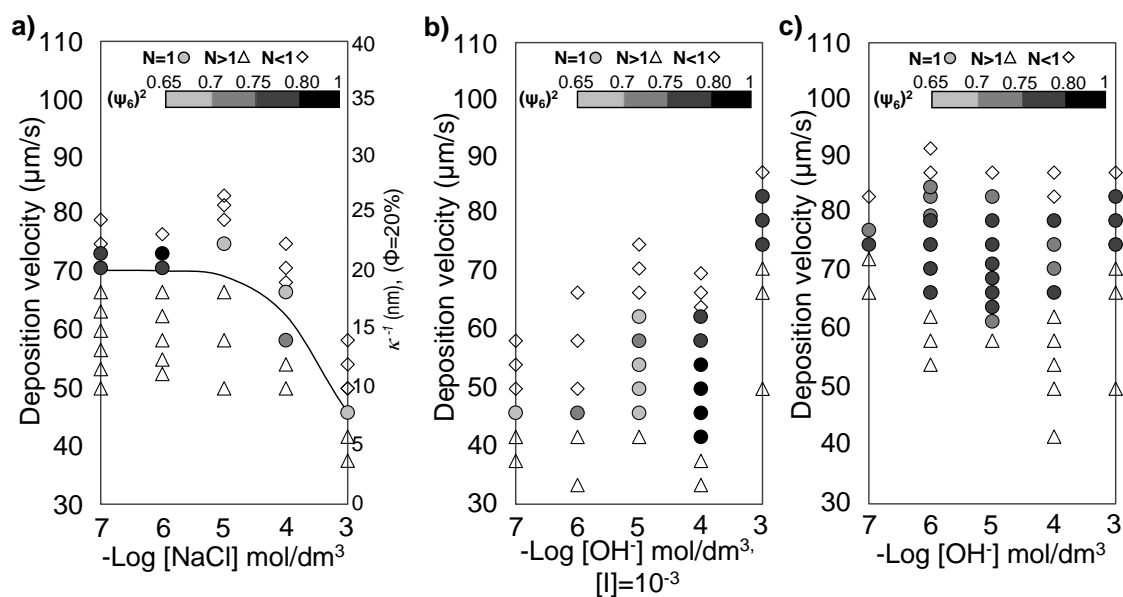 a)
N=1 N>1 N<1
0.65 0.7 0.75 0.80 1
(ψ₆)²
Deposition velocity (µm/s)
110
100
90
80
70
60
50
40
30
40
35
30
25
20
15
10
5
0
κ⁻¹ (nm), (Φ=20%)
7 6 5 4 3
-Log [NaCl] mol/dm³
b)
N=1 N>1 N<1
0.65 0.7 0.75 0.80 1
(ψ₆)²
Deposition velocity (µm/s)
110
100
90
80
70
60
50
40
30
7 6 5 4 3
-Log [OH⁻] mol/dm³,
[I]=10⁻³
c)
N=1 N>1 N<1
0.65 0.7 0.75 0.80 1
(ψ₆)²
Deposition velocity (µm/s)
110
100
90
80
70
60
50
40
30
7 6 5 4 3
-Log [OH⁻] mol/dm³